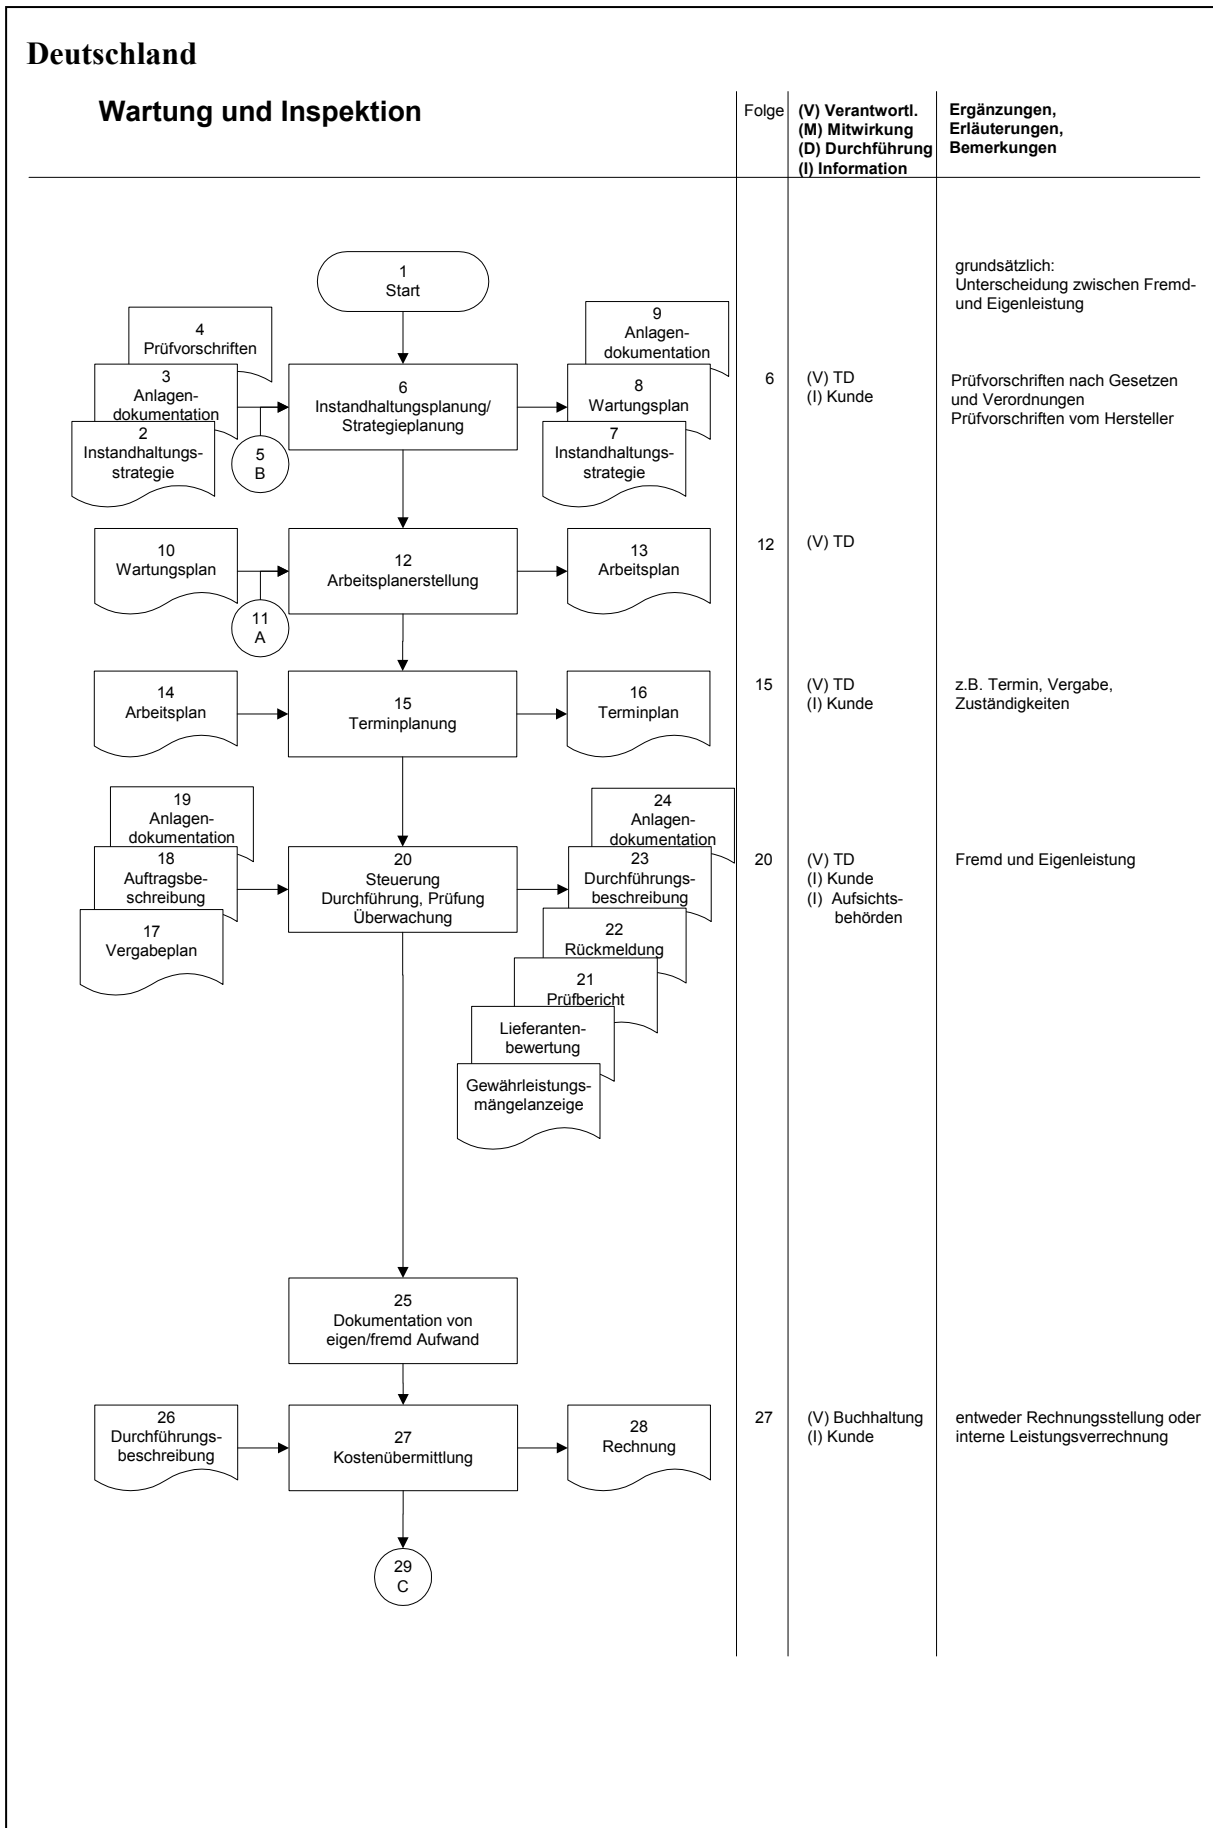 Deutschland
Wartung und Inspektion
Folge
(V) Verantwortl.
(M) Mitwirkung
(D) Durchführung
(I) Information
Ergänzungen,
Erläuterungen,
Bemerkungen
1
Start
grundsätzlich:
Unterscheidung zwischen Fremd-
und Eigenleistung
4
Prüfvorschriften
3
Anlagen-
dokumentation
2
Instandhaltungs-
strategie
5
B
6
Instandhaltungsplanung/
Strategieplanung
9
Anlagen-
dokumentation
8
Wartungsplan
7
Instandhaltungs-
strategie
6
(V) TD
(I) Kunde
Prüfvorschriften nach Gesetzen
und Verordnungen
Prüfvorschriften vom Hersteller
10
Wartungsplan
11
A
12
Arbeitsplanerstellung
13
Arbeitsplan
12
(V) TD
14
Arbeitsplan
15
Terminplanung
16
Terminplan
15
(V) TD
(I) Kunde
z.B. Termin, Vergabe,
Zuständigkeiten
19
Anlagen-
dokumentation
18
Auftragsbe-
schreibung
17
Vergabeplan
20
Steuerung
Durchführung, Prüfung
Überwachung
24
Anlagen-
dokumentation
23
Durchführungs-
beschreibung
22
Rückmeldung
21
Prüfbericht
Lieferanten-
bewertung
Gewährleistungs-
mängelanzeige
20
(V) TD
(I) Kunde
(I) Aufsichts-
behörden
Fremd und Eigenleistung
25
Dokumentation von
eigen/fremd Aufwand
26
Durchführungs-
beschreibung
27
Kostenübermittlung
28
Rechnung
27
(V) Buchhaltung
(I) Kunde
entweder Rechnungsstellung oder
interne Leistungsverrechnung
29
C